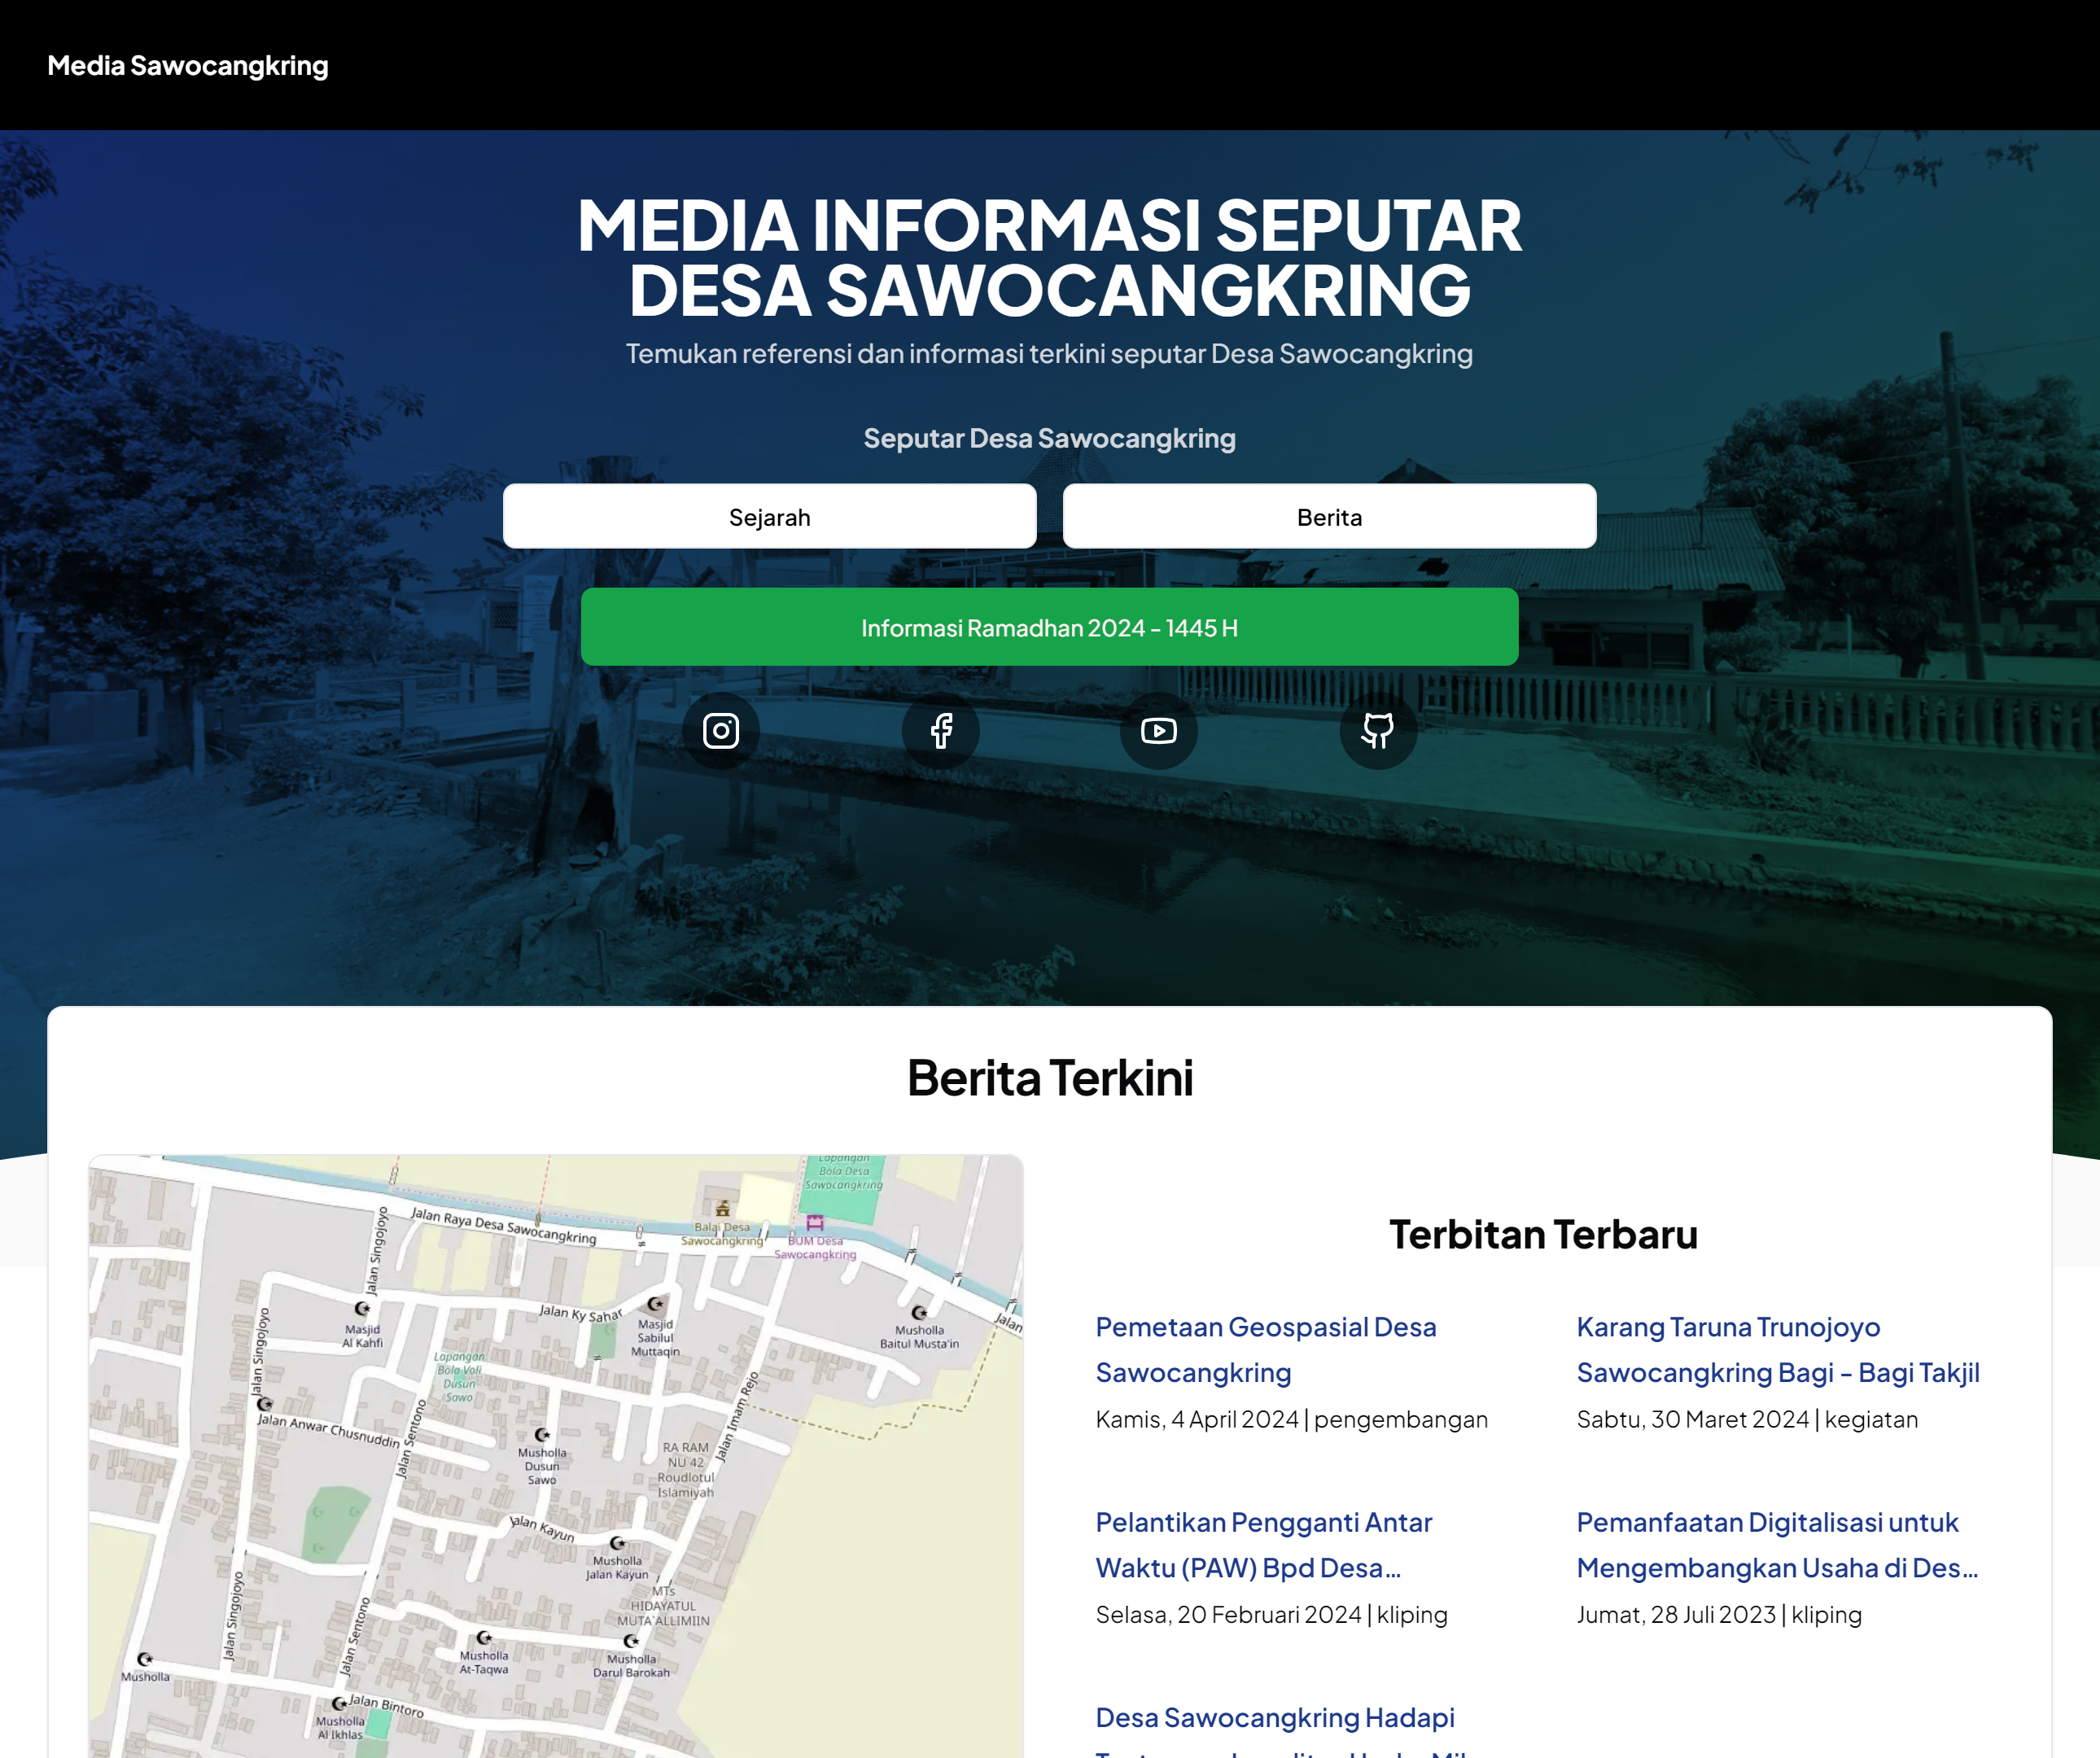 Media Sawocangkring
MEDIA INFORMASI SEPUTAR
DESA SAWOCANGKRING
Temukan referensi dan informasi terkini seputar Desa Sawocangkring
Seputar Desa Sawocangkring
Sejarah
Berita
Informasi Ramadhan 2024 - 1445 H
Berita Terkini
Lapangan
Bola Desa
Sawocangkring
Jalan Raya Desa Sawocangkring
Balai Desa
Sawocangkring
BUM Desa
Sawocangkring
Jalan Singojoyo
Jalan
Jalan Ky Sahar
Masjid
Al Kahfi
Masjid
Sabilul
Muttaqin
Musholla
Baitul Musta'in
Jalan Singojoyo
Lapangan
Bola Voli
Dusun
Sawo
Jalan Imam Rejo
Jalan Anwar Chusnuddin
Jalan Sentono
Musholla
Dusun
Sawo
RA RAM
NU 42
Roudlotul
Islamiyah
Jalan Kayun
Musholla
Jalan Kayun
MTs
HIDAYATUL
MUTA'ALLIMIIN
Jalan Singojoyo
Jalan Sentono
Musholla
Musholla
At-Taqwa
Musholla
Darul Barokah
Jalan Bintoro
Musholla
Al Ikhlas
Terbitan Terbaru
Pemetaan Geospasial Desa
Sawocangkring
Kamis, 4 April 2024 | pengembangan
Karang Taruna Trunojoyo
Sawocangkring Bagi – Bagi Takjil
Sabtu, 30 Maret 2024 | kegiatan
Pelantikan Pengganti Antar
Waktu (PAW) Bpd Desa...
Selasa, 20 Februari 2024 | kliping
Pemanfaatan Digitalisasi untuk
Mengembangkan Usaha di Des...
Jumat, 28 Juli 2023 | kliping
Desa Sawocangkring Hadapi